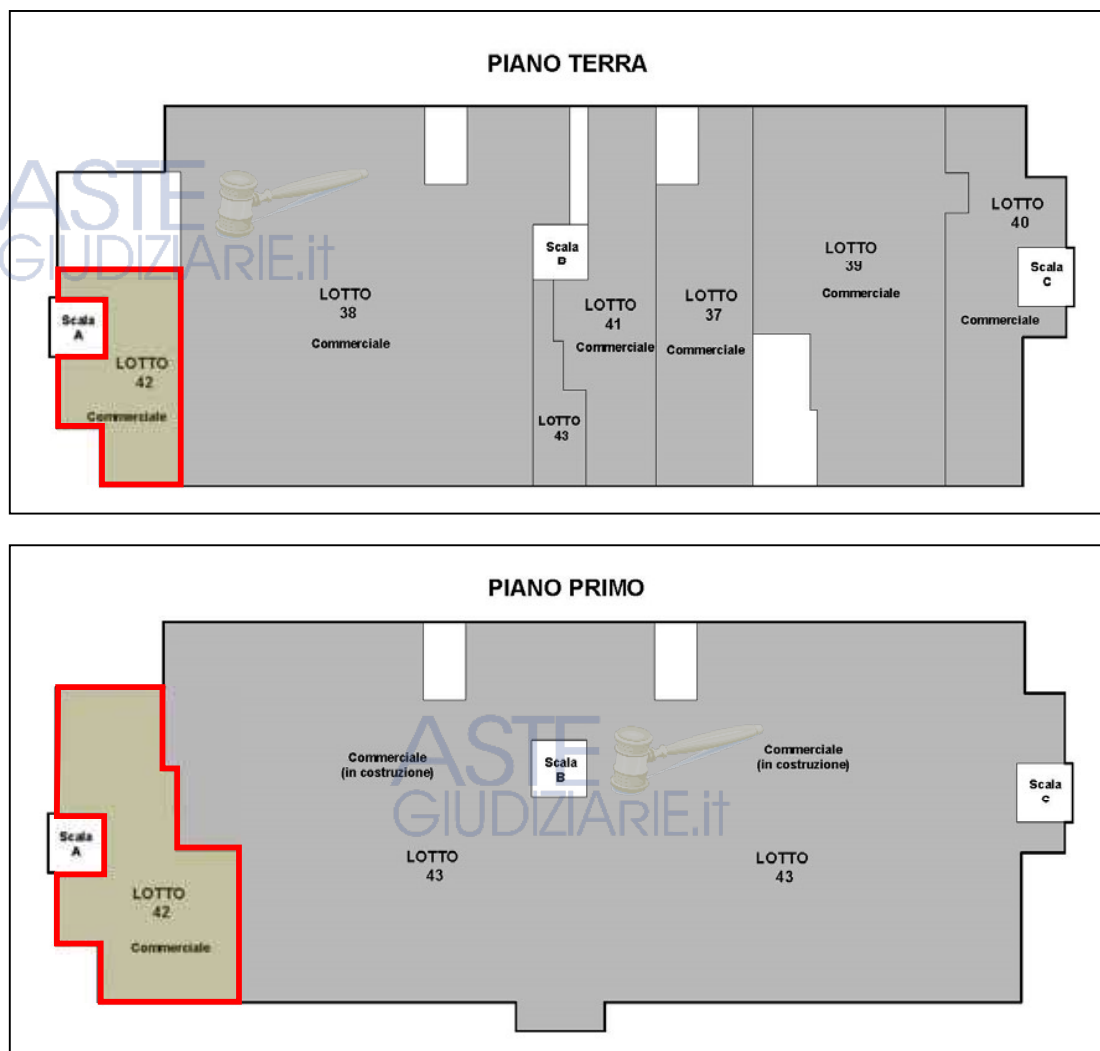 PIANO TERRA
ASTE
GIUDIZIARIE.it
LOTTO
40
Scala
B
LOTTO
39
Commerciale
Scala
C
LOTTO
38
Commerciale
LOTTO
41
Commerciale
LOTTO
37
Commerciale
Commerciale
Scala
A
LOTTO
42
Commerciale
LOTTO
43
PIANO PRIMO
ASTE
GIUDIZIARIE.it
Commerciale
(in costruzione)
Scala
B
Commerciale
(in costruzione)
Scala
C
Scala
A
LOTTO
43
LOTTO
43
LOTTO
42
Commerciale